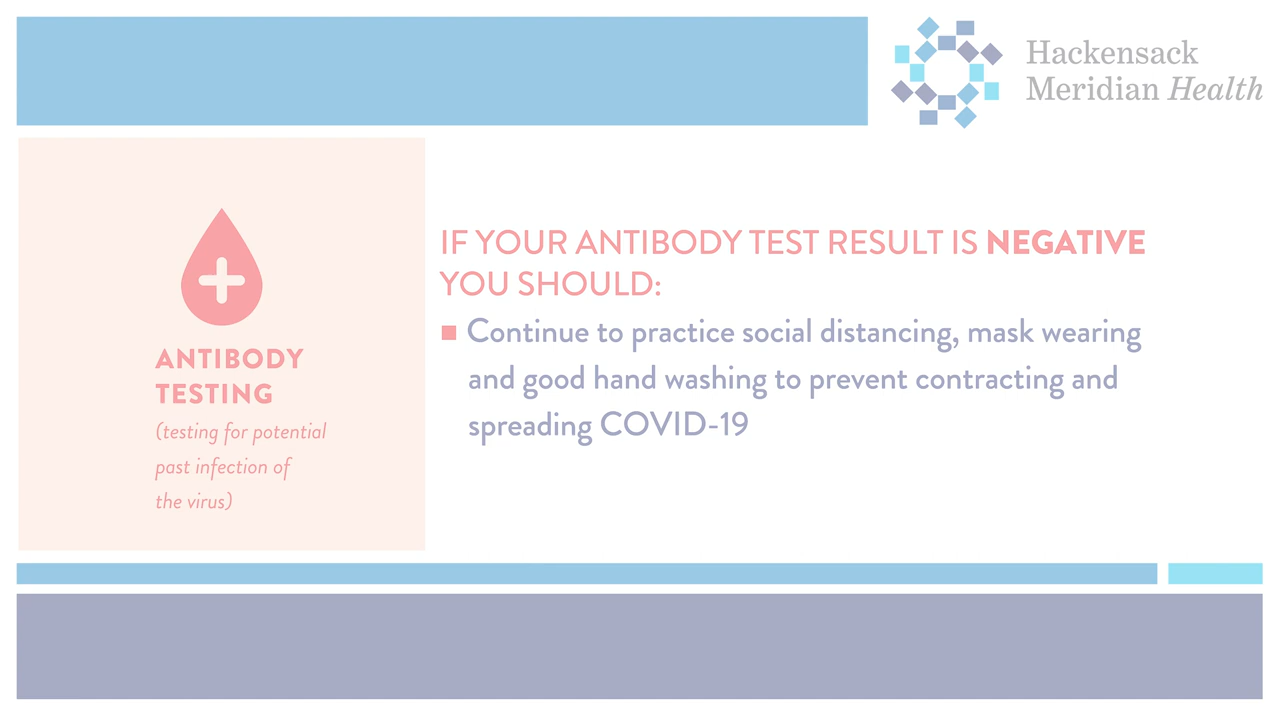 Hackensack
Meridian Health
ANTIBODY
TESTING
(testing for potential
past infection of
the virus)
IF YOUR ANTIBODY TEST RESULT IS NEGATIVE
YOU SHOULD:
Continue to practice social distancing, mask wearing
and good hand washing to prevent contracting and
spreading COVID-19